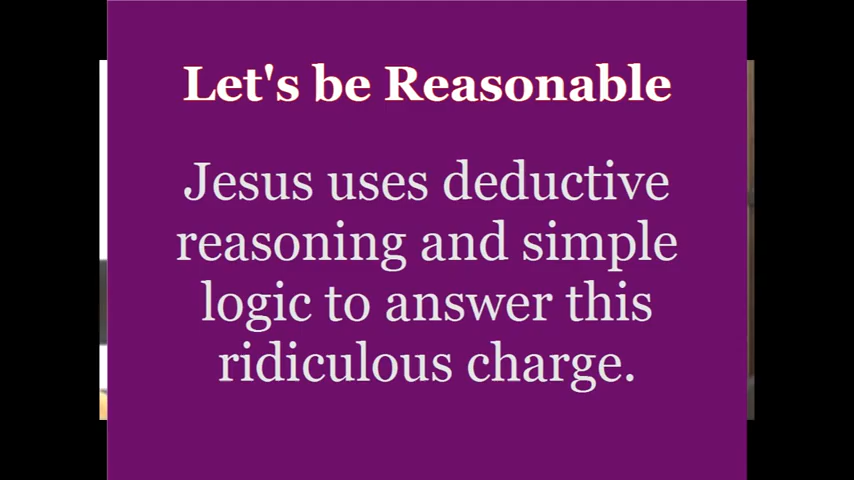 Let's be Reasonable
Jesus uses deductive
reasoning and simple
logic to answer this
ridiculous charge.